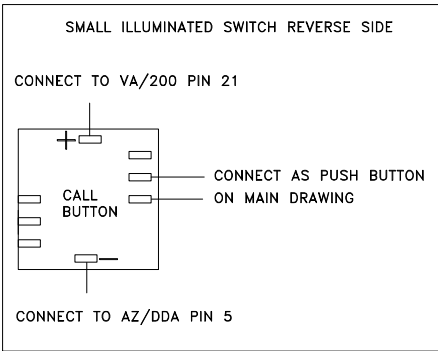 SMALL ILLUMINATED SWITCH REVERSE SIDE
CONNECT TO VA/200 PIN 21
+
CONNECT AS PUSH BUTTON
ON MAIN DRAWING
CALL
BUTTON
—
CONNECT TO AZ/DDA PIN 5